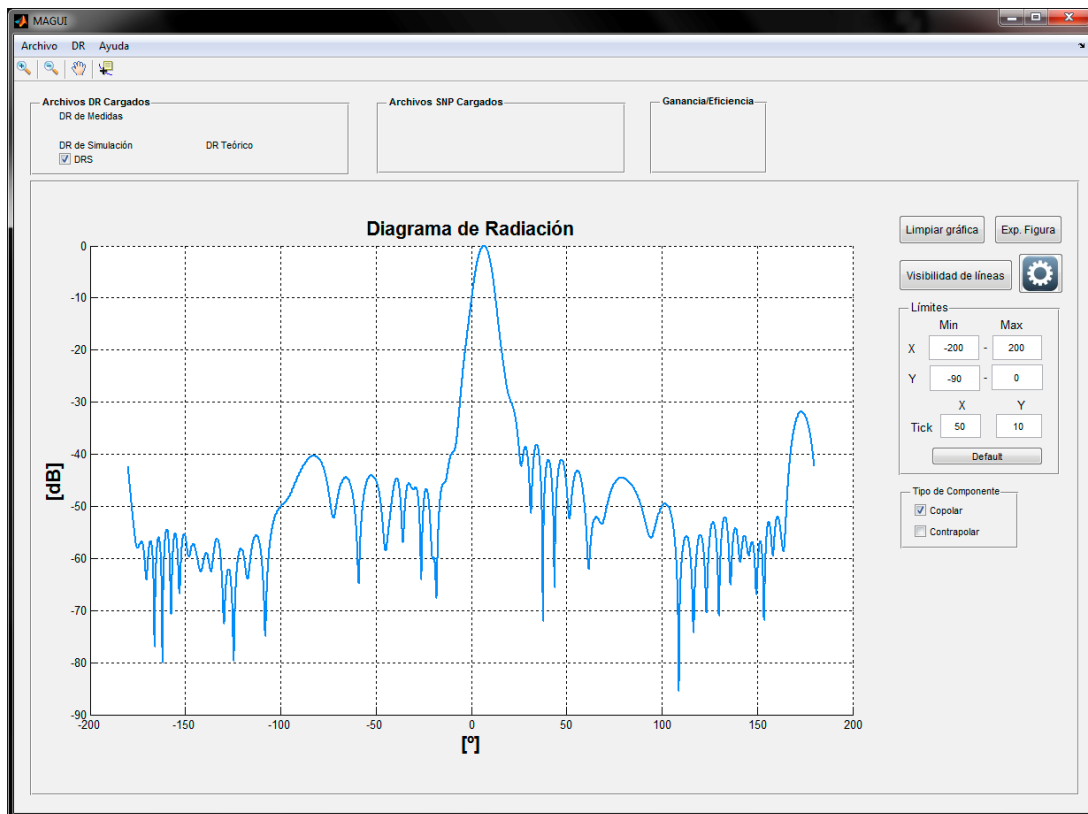 MAGUI
Archivo DR Ayuda
Archivos DR Cargados
DR de Medidas
DR de Simulación DR Teórico
DRS
Archivos SNP Cargados
Ganancia/Eficiencia
Diagrama de Radiación
0
-10
-20
-30
-40
-50
-60
-70
-80
-90
[dB]
-200 -150 -100 -50 0 50 100 150 200
[º]
Limpiar gráfica Exp. Figura
Visibilidad de líneas
Límites
Min Max
X -200 - 200
Y -90 - 0
X Y
Tick 50 10
Default
Tipo de Componente
Copolar
Contrapolar